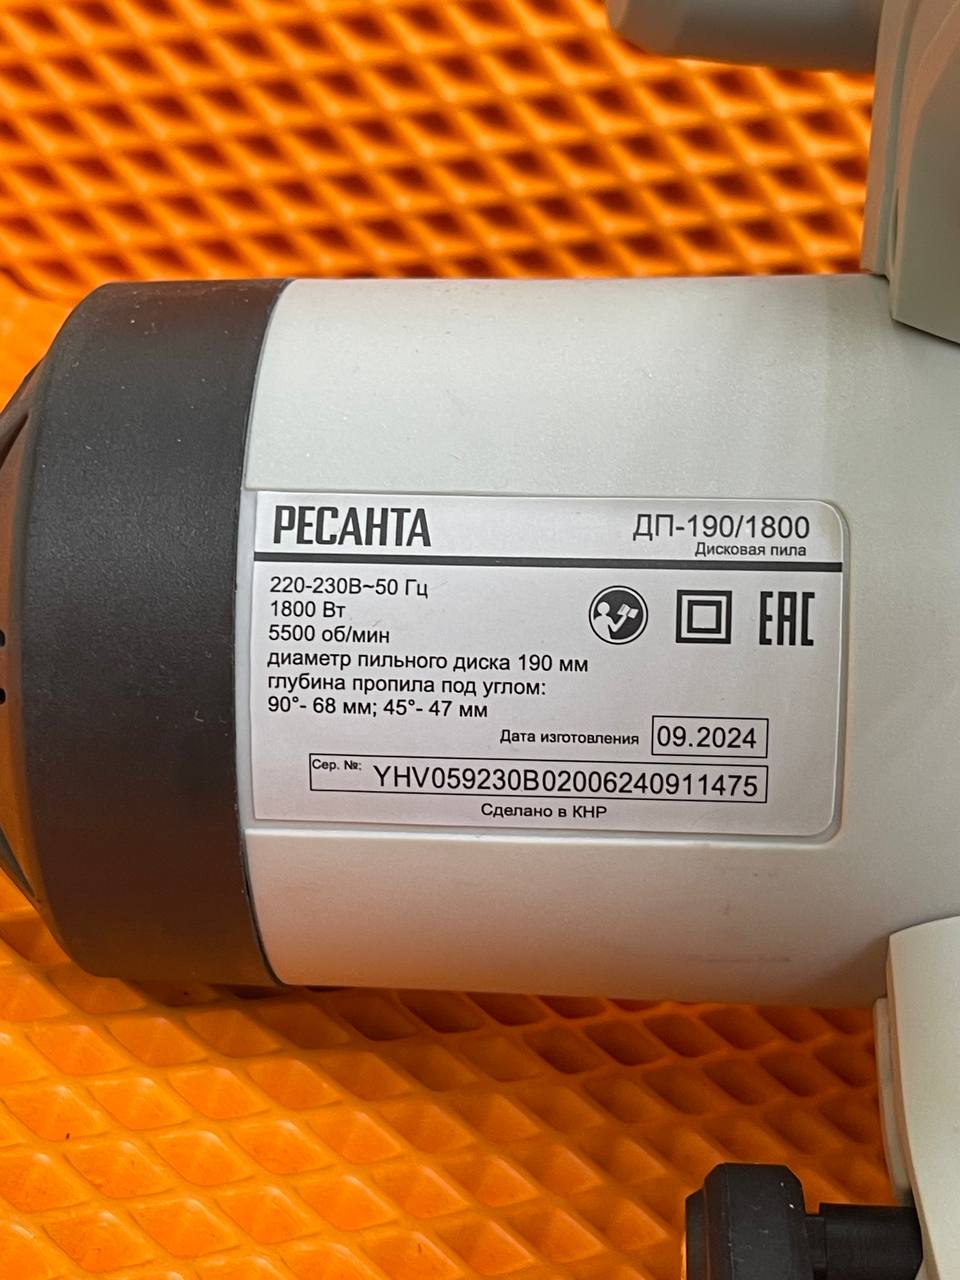 РЕСАНТА
ДП-190/1800
Дисковая пила
220-230В~50 Гц
1800 Вт
5500 об/мин
диаметр пильного диска 190 мм
глубина пропила под углом:
90°- 68 мм; 45°- 47 мм
EAC
Дата изготовления 09.2024
Сер. №: YHV059230B02006240911475
Сделано в КНР